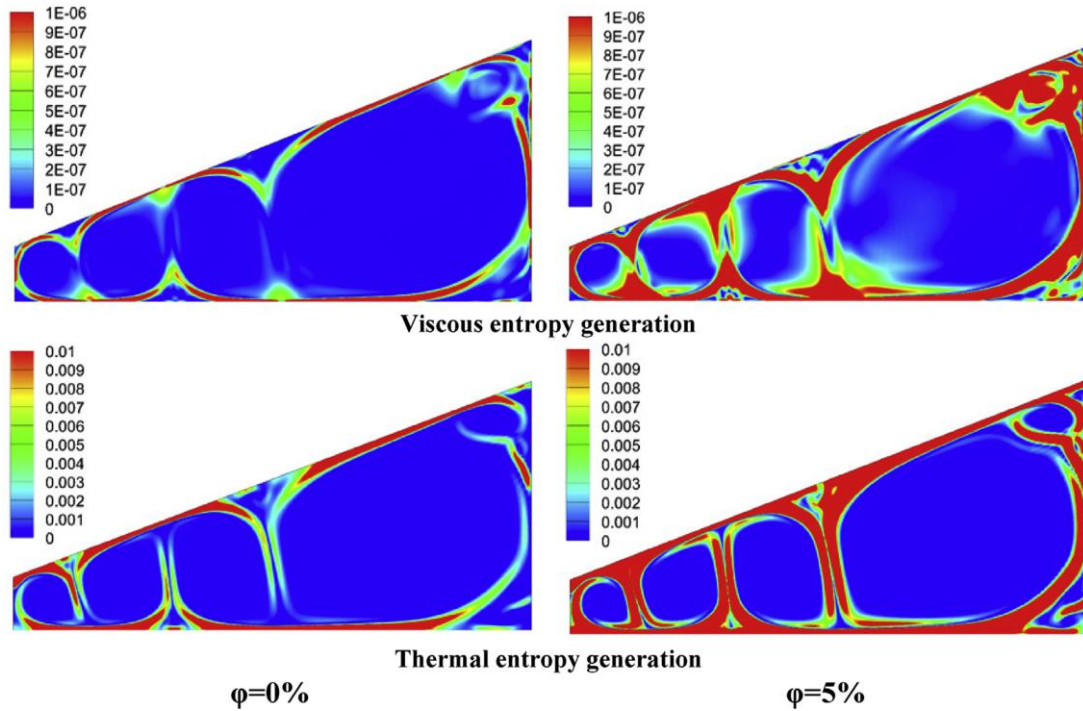 1E-06
9E-07
8E-07
7E-07
6E-07
5E-07
4E-07
3E-07
2E-07
1E-07
0
1E-06
9E-07
8E-07
7E-07
6E-07
5E-07
4E-07
3E-07
2E-07
1E-07
0
Viscous entropy generation
0.01
0.009
0.008
0.007
0.006
0.005
0.004
0.003
0.002
0.001
0
0.01
0.009
0.008
0.007
0.006
0.005
0.004
0.003
0.002
0.001
0
Thermal entropy generation
φ=0%
φ=5%